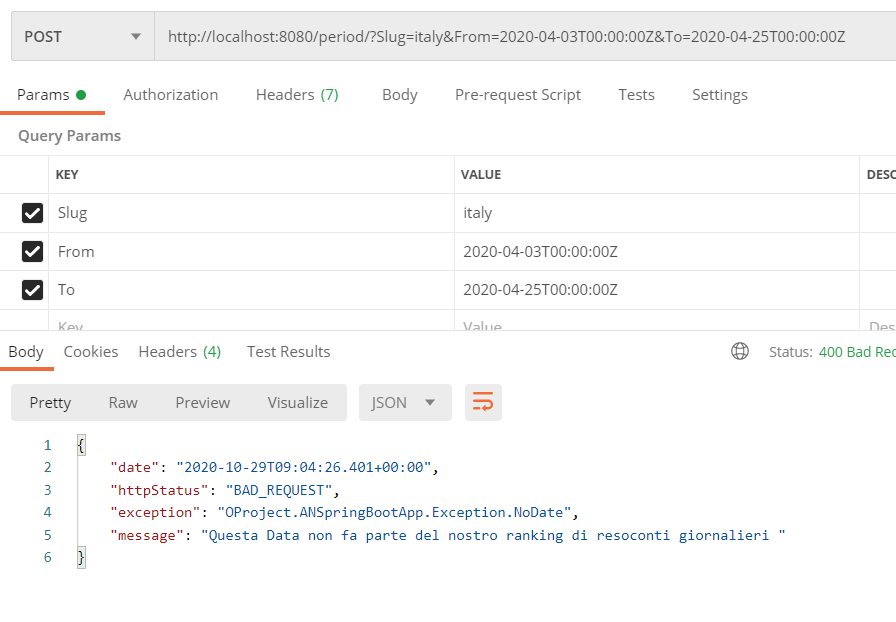 POST http://localhost:8080/period/?Slug=italy&From=2020-04-03T00:00:00Z&To=2020-04-25T00:00:00Z
Params Authorization Headers (7) Body Pre-request Script Tests Settings
Query Params
KEY VALUE
Slug italy
From 2020-04-03T00:00:00Z
To 2020-04-25T00:00:00Z
Key Value
Body Cookies Headers (4) Test Results Status: 400 Bad
Pretty Raw Preview Visualize JSON
1 {
2 "date": "2020-10-29T09:04:26.401+00:00",
3 "httpStatus": "BAD_REQUEST",
4 "exception": "OProject.ANSpringBootApp.Exception.NoDate",
5 "message": "Questa Data non fa parte del nostro ranking di resoconti giornalieri "
6 }